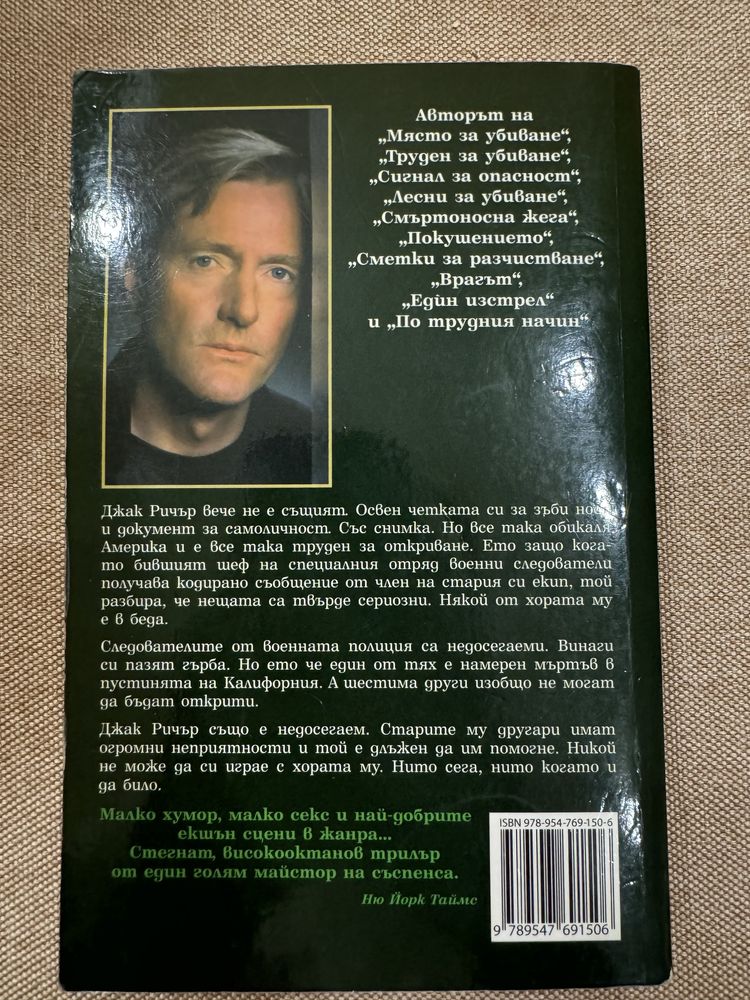 Авторът на
„Място за убиване“,
„Труден за убиване“,
„Сигнал за опасност“,
„Лесни за убиване“,
„Смъртоносна жега“,
„Покушението“,
„Сметки за разчистване“,
„Врагът“,
„Един изстрел“
и „По трудния начин“
Джак Ричър вече не е същият. Освен четката си за зъби носи
и документ за самоличност. Със снимка. Но все така обикаля
Америка и е все така труден за откриване. Ето защо кога-
то бившият шеф на специалния отряд военни следователи
получава кодирано съобщение от член на стария си екип, той
разбира, че нещата са твърде сериозни. Някой от хората му
е в беда.
Следователите от военната полиция са недосегаеми. Винаги
си пазят гърба. Но ето че един от тях е намерен мъртъв в
пустинята на Калифорния. А шестима други изобщо не могат
да бъдат открити.
Джак Ричър също е недосегаем. Старите му другари имат
огромни неприятности и той е длъжен да им помогне. Никой
не може да си играе с хората му. Нито сега, нито когато и
да било.
Малко хумор, малко секс и най-добрите
екшън сцени в жанра...
Стегнат, високооктанов трилър
от един голям майстор на съспенса.
Ню Йорк Таймс
ISBN 978-954-769-150-6
9 789547 691506